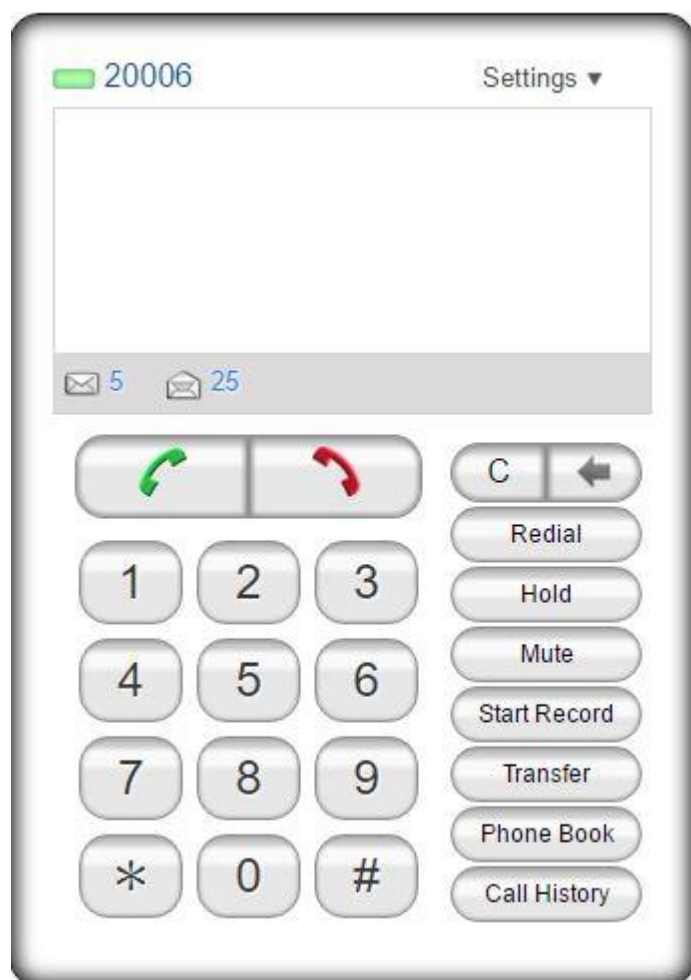 20006 Settings ▼
5 25
C
Redial
1 2 3
Hold
Mute
4 5 6
Start Record
7 8 9
Transfer
Phone Book
* 0 #
Call History